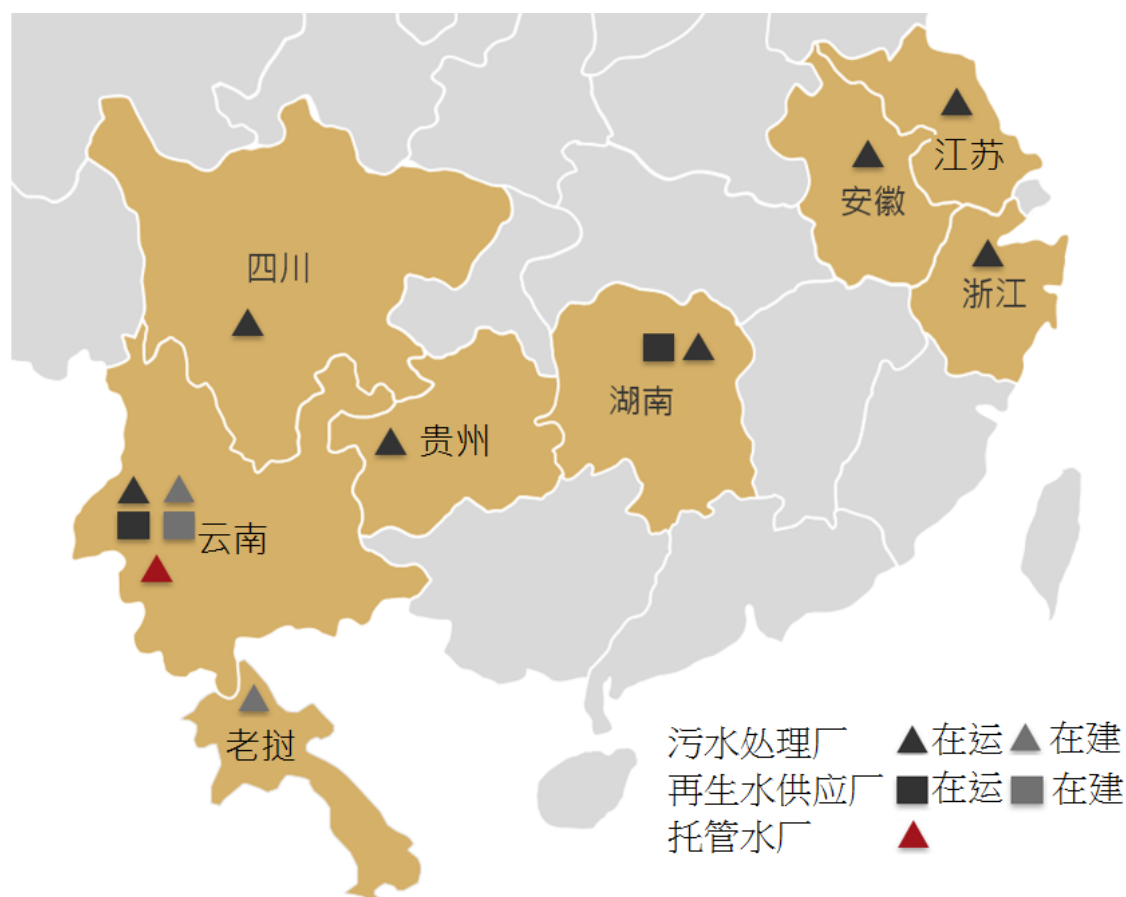 江苏
安徽
四川
浙江
湖南
贵州
云南
老挝
污水处理厂 ▲在运▲在建
再生水供应厂 ■在运■在建
托管水厂 ▲